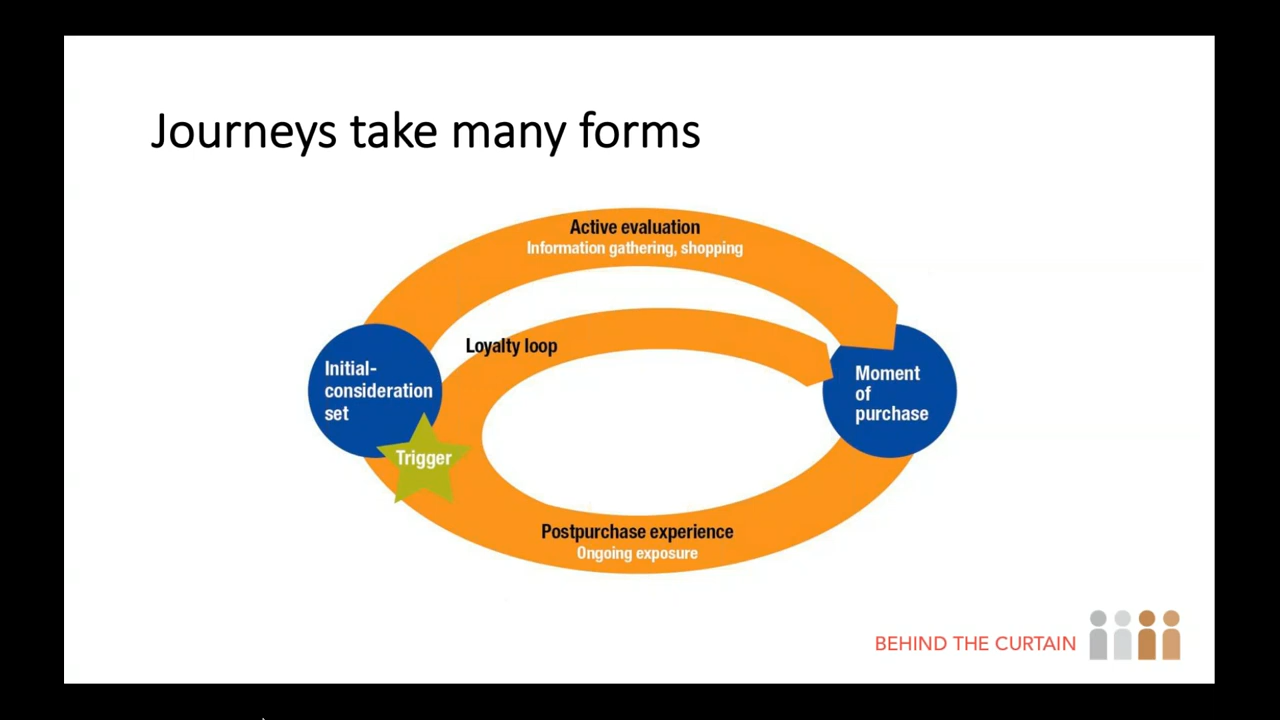 Journeys take many forms
Active evaluation
Information gathering, shopping
Loyalty loop
Initial-
consideration
set
Trigger
Moment
of
purchase
Postpurchase experience
Ongoing exposure
BEHIND THE CURTAIN